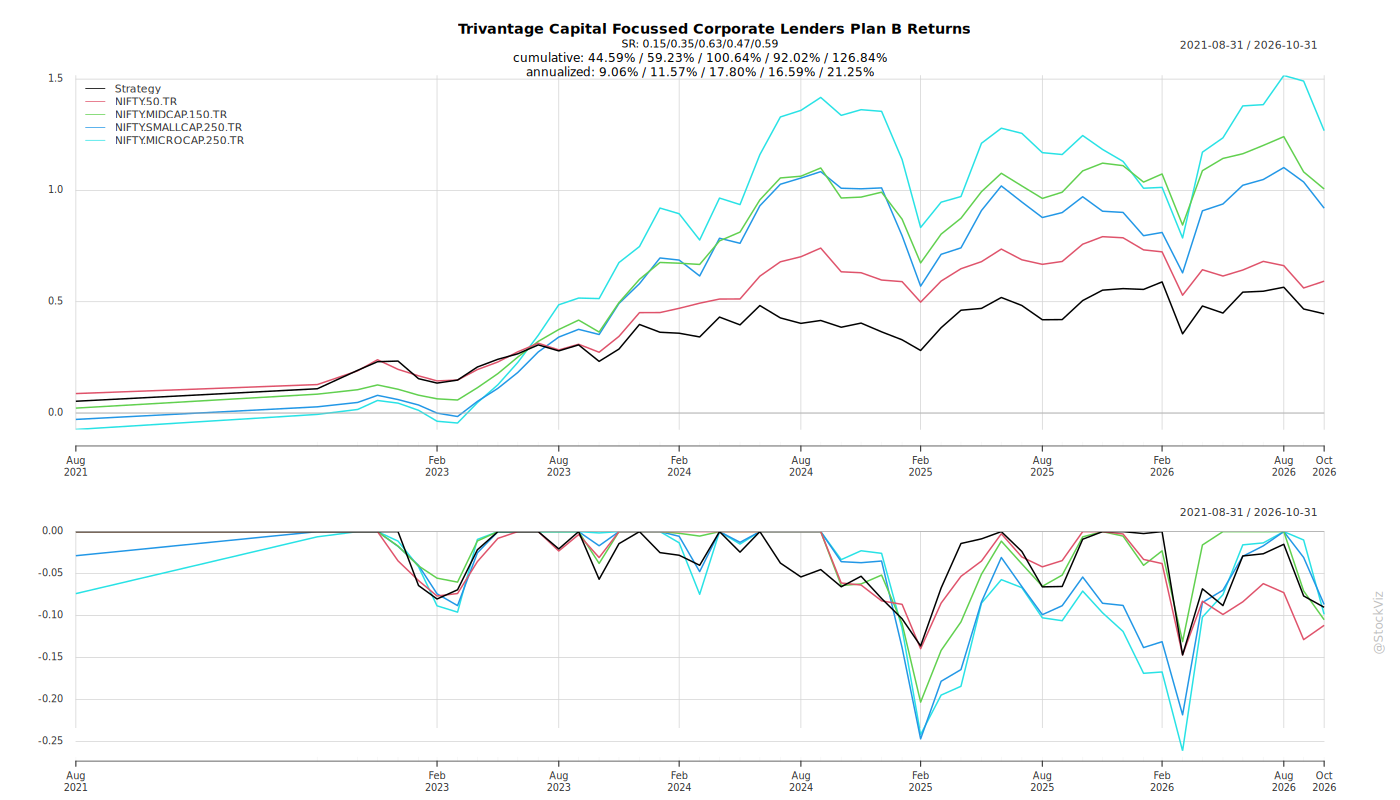 Trivantage Capital Focussed Corporate Lenders Plan B Returns
SR: 0.15/0.35/0.63/0.47/0.59
cumulative: 44.59% / 59.23% / 100.64% / 92.02% / 126.84%
annualized: 9.06% / 11.57% / 17.80% / 16.59% / 21.25%
2021-08-31 / 2026-10-31
Strategy
NIFTY.50.TR
NIFTY.MIDCAP.150.TR
NIFTY.SMALLCAP.250.TR
NIFTY.MICROCAP.250.TR
1.5
1.0
0.5
0.0
Aug 2021
Feb 2023
Aug 2023
Feb 2024
Aug 2024
Feb 2025
Aug 2025
Feb 2026
Aug 2026
Oct 2026
2021-08-31 / 2026-10-31
0.00
-0.05
-0.10
-0.15
-0.20
-0.25
Aug 2021
Feb 2023
Aug 2023
Feb 2024
Aug 2024
Feb 2025
Aug 2025
Feb 2026
Aug 2026
Oct 2026
@StockViz